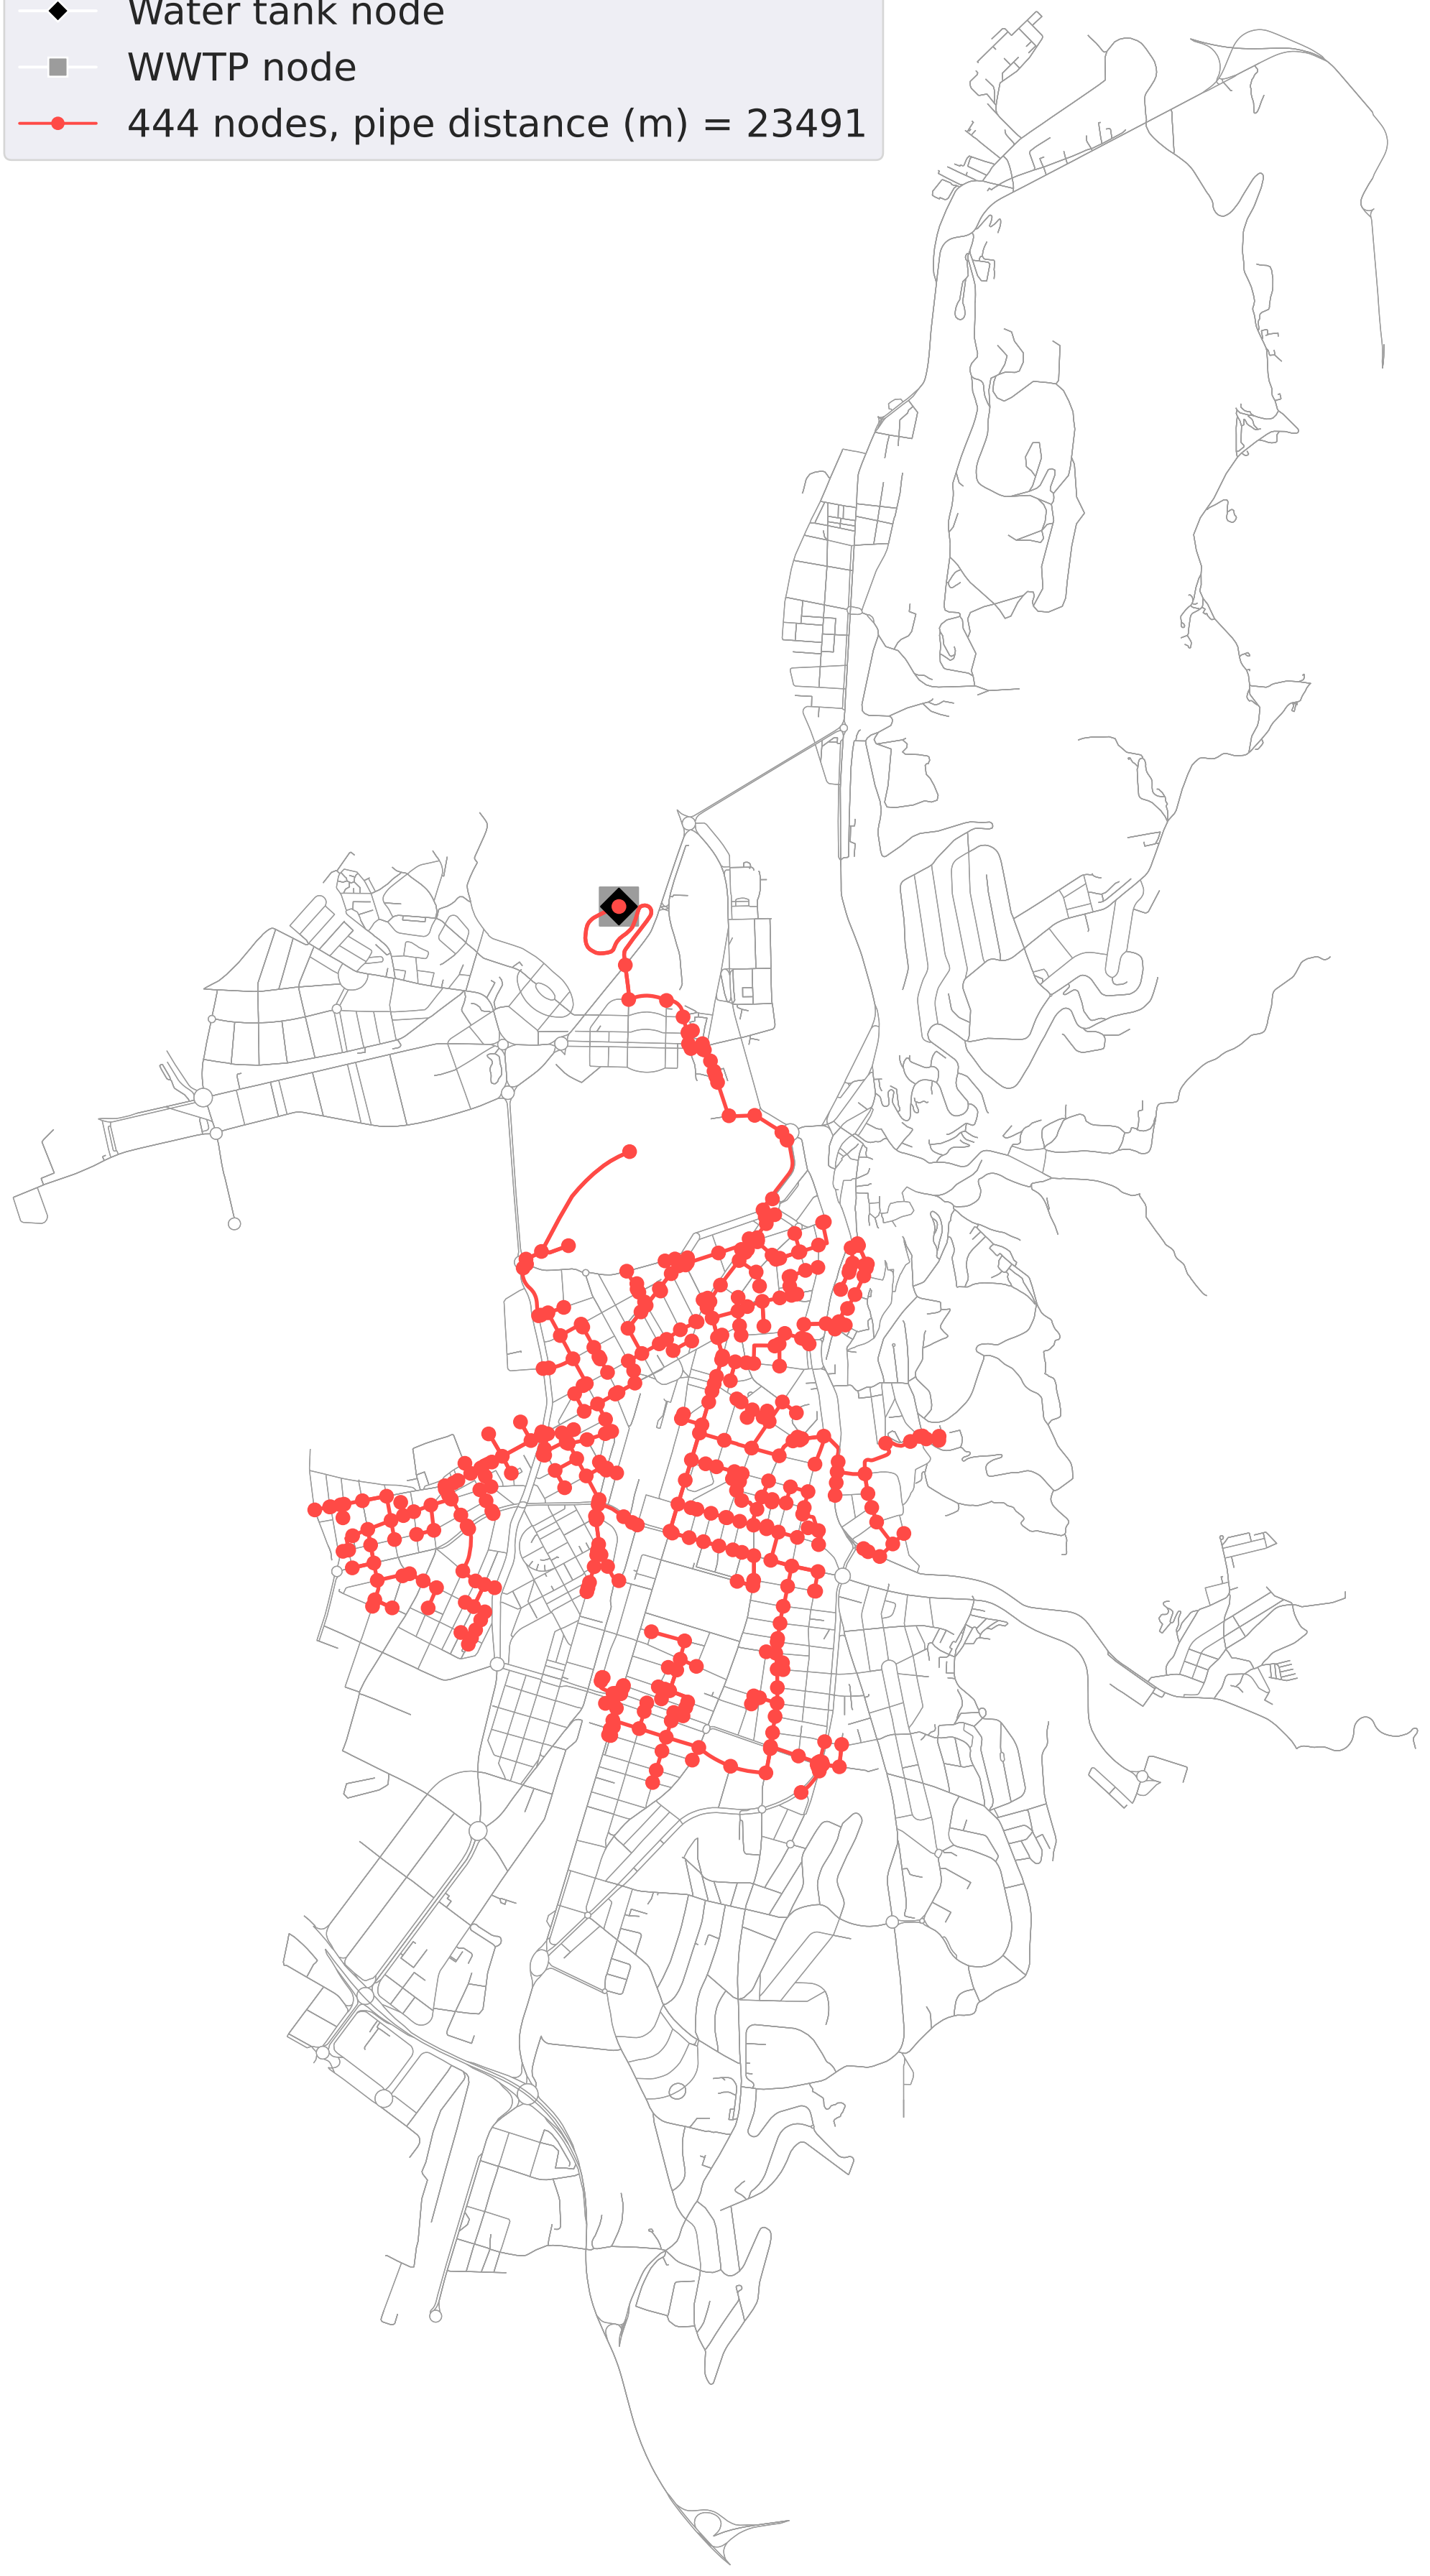 Water tank node
WWTP node
444 nodes, pipe distance (m) = 23491